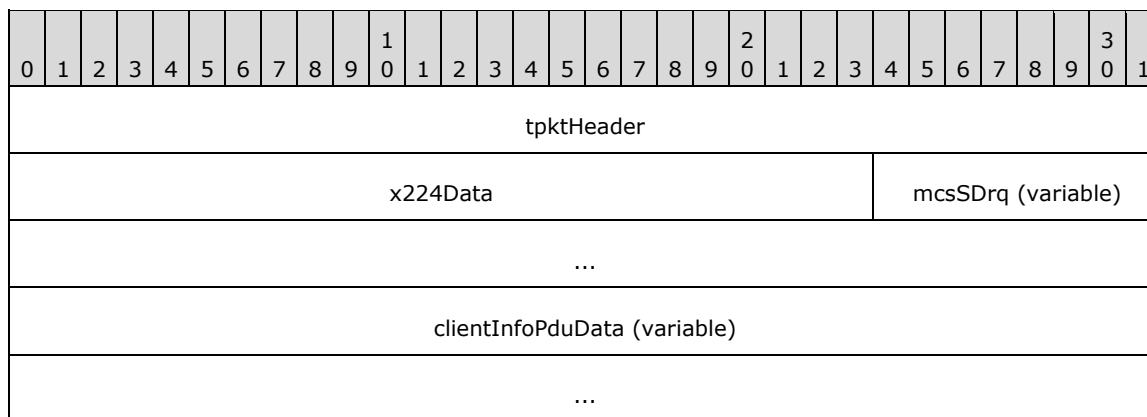 1 2 3
0 1 2 3 4 5 6 7 8 9 0 1 2 3 4 5 6 7 8 9 0 1 2 3 4 5 6 7 8 9 0 1
tpktHeader
x224Data mcsSDrq (variable)
...
clientInfoPduData (variable)
...